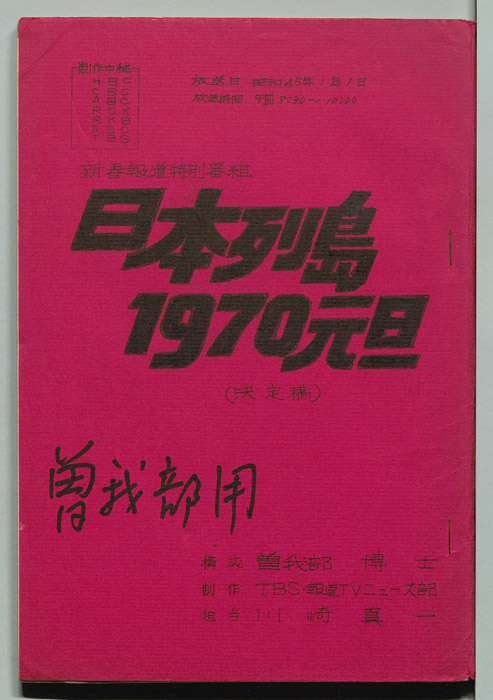 制作中継
放送日 昭和45年1月1日
放送時間 午前8:30～10:00
新春報道特別番組
日本列島
1970元旦
(決定稿)
曽我部用
構成 曽我部 博士
制作 TBS・報道TVニュース部
担当 川崎真一